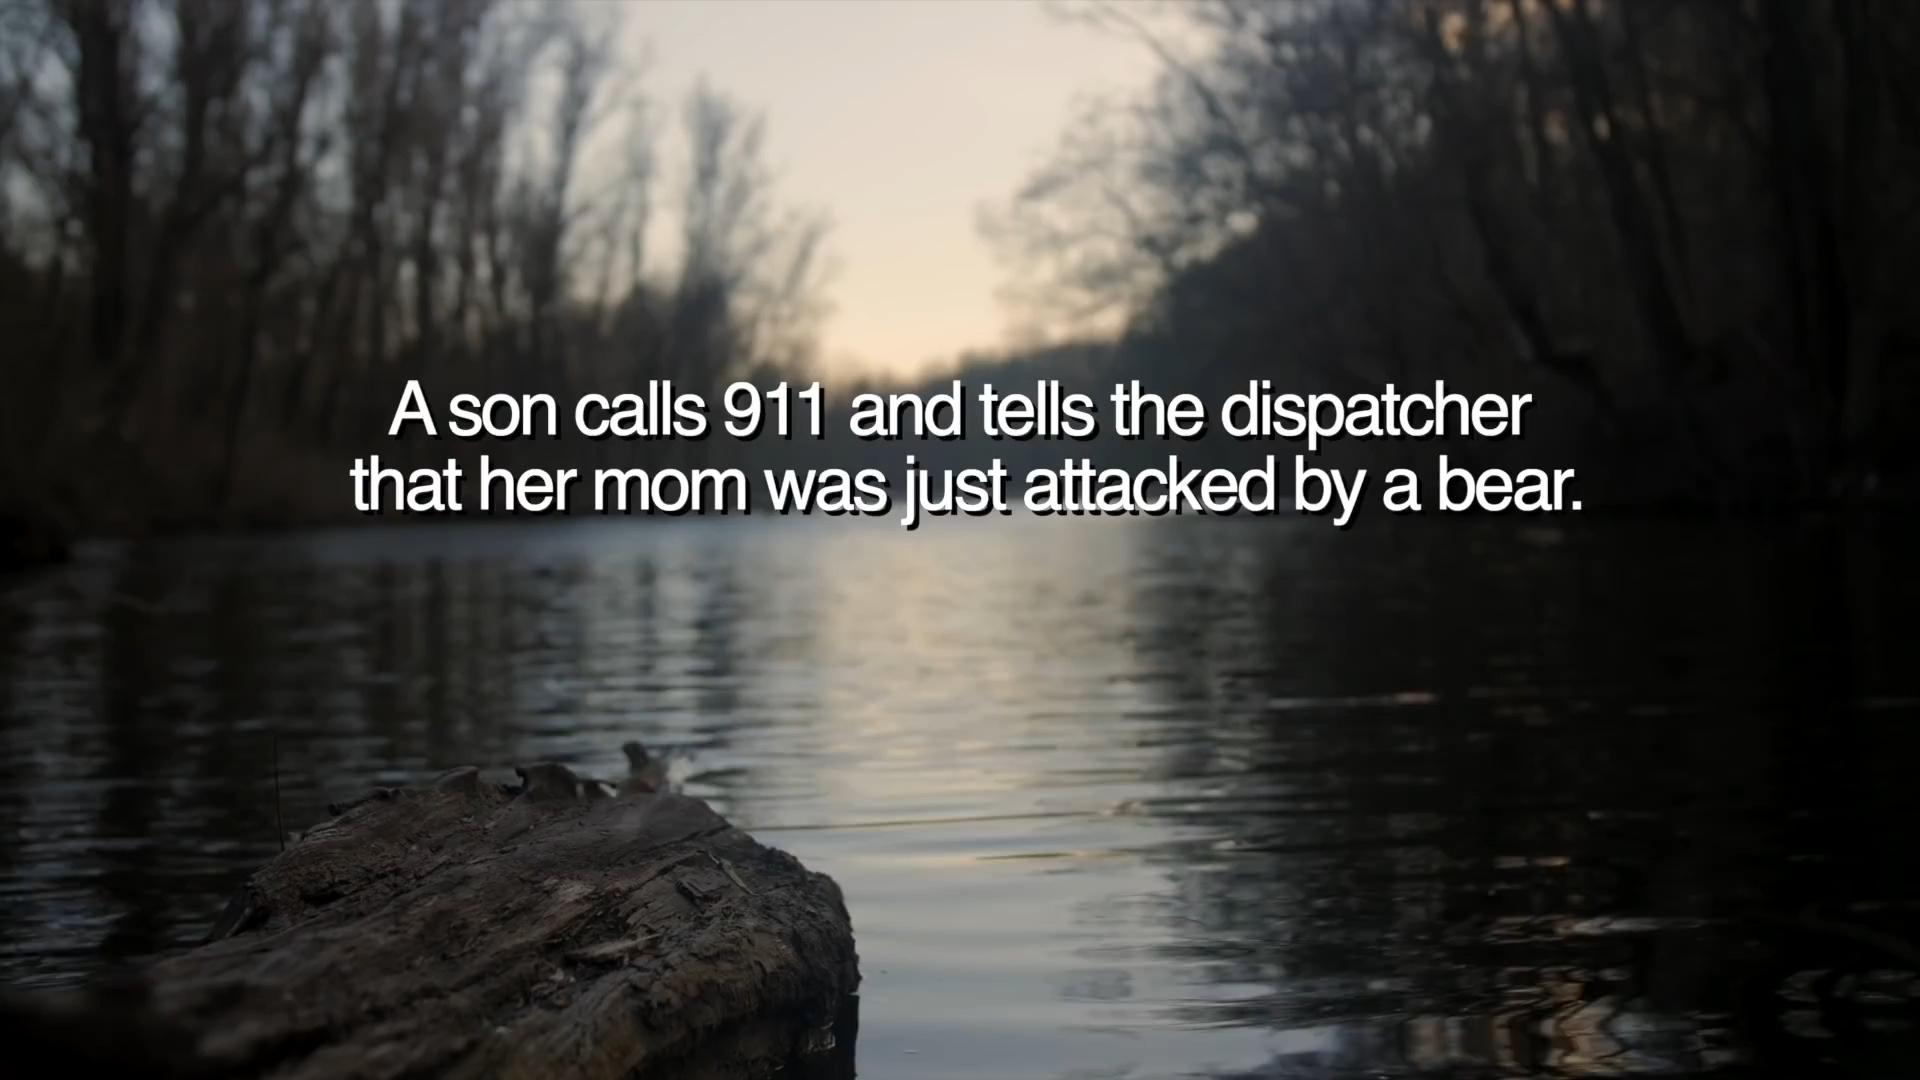 A son calls 911 and tells the dispatcher
that her mom was just attacked by a bear.